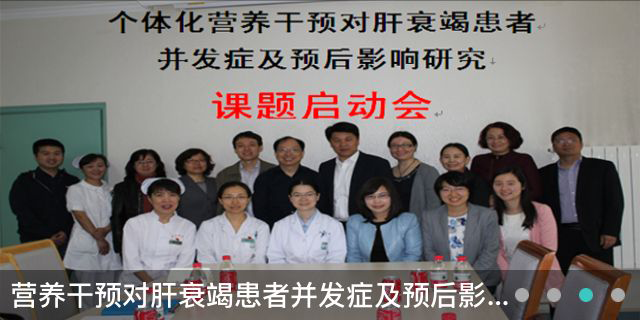 个体化营养干预对肝衰竭患者
并发症及预后影响研究
课题启动会
营养干预对肝衰竭患者并发症及预后影...